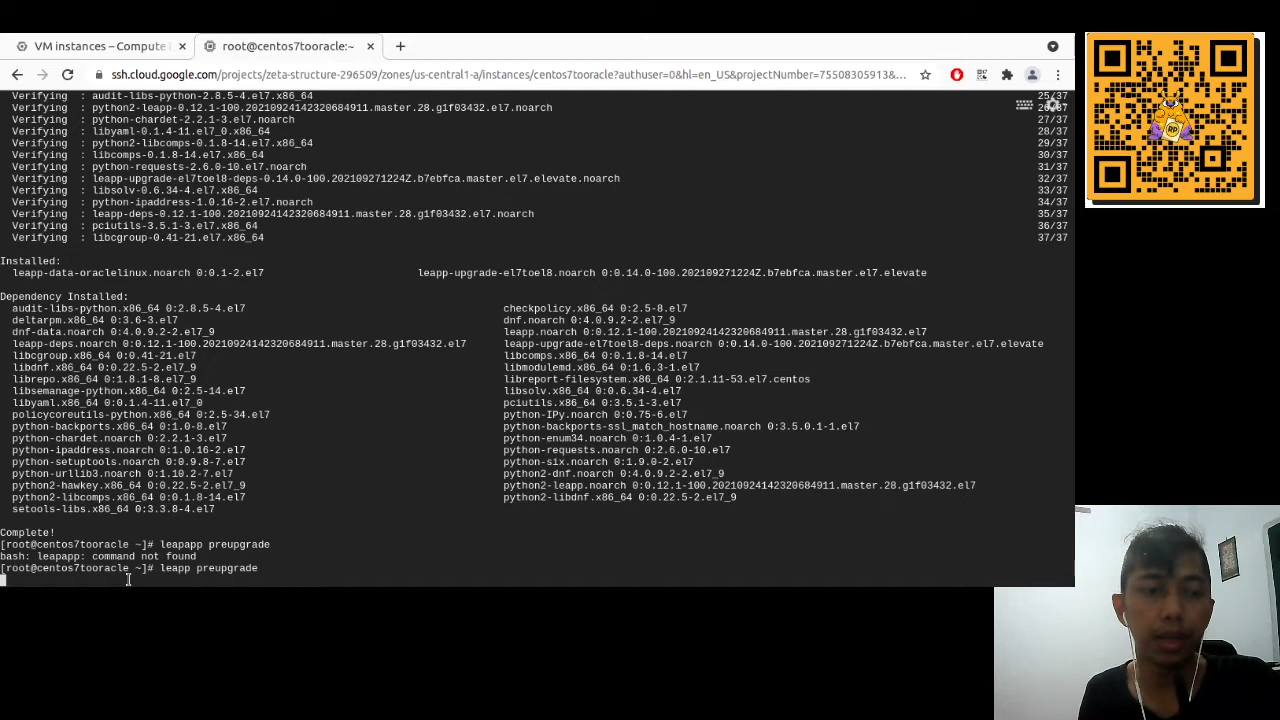 VM instances – Compute
root@centos7tooracle:~
ssh.cloud.google.com/projects/zeta-structure-296509/zones/us-central1-a/instances/centos7tooracle?authuser=0&hl=en_US&projectNumber=75508305913&...
Verifying : audit-libs-python-2.8.5-4.el7.x86_64 25/37
Verifying : python2-leapp-0.12.1-100.20210924142320684911.master.28.g1f03432.el7.noarch 26/37
Verifying : python-chardet-2.2.1-3.el7.noarch 27/37
Verifying : libyaml-0.1.4-11.el7_0.x86_64 28/37
Verifying : python2-libcomps-0.1.8-14.el7.x86_64 29/37
Verifying : libcomps-0.1.8-14.el7.x86_64 30/37
Verifying : python-requests-2.6.0-10.el7.noarch 31/37
Verifying : leapp-upgrade-el7toel8-deps-0.14.0-100.202109271224Z.b7ebfca.master.el7.elevate.noarch 32/37
Verifying : libsolv-0.6.34-4.el7.x86_64 33/37
Verifying : python-ipaddress-1.0.16-2.el7.noarch 34/37
Verifying : leapp-deps-0.12.1-100.20210924142320684911.master.28.g1f03432.el7.noarch 35/37
Verifying : pciutils-3.5.1-3.el7.x86_64 36/37
Verifying : libcgroup-0.41-21.el7.x86_64 37/37
Installed:
leapp-data-oraclelinux.noarch 0:0.1-2.el7 leapp-upgrade-el7toel8.noarch 0:0.14.0-100.202109271224Z.b7ebfca.master.el7.elevate
Dependency Installed:
audit-libs-python.x86_64 0:2.8.5-4.el7 checkpolicy.x86_64 0:2.5-8.el7
deltarpm.x86_64 0:3.6-3.el7 dnf.noarch 0:4.0.9.2-2.el7_9
dnf-data.noarch 0:4.0.9.2-2.el7_9 leapp.noarch 0:0.12.1-100.20210924142320684911.master.28.g1f03432.el7
leapp-deps.noarch 0:0.12.1-100.20210924142320684911.master.28.g1f03432.el7 leapp-upgrade-el7toel8-deps.noarch 0:0.14.0-100.202109271224Z.b7ebfca.master.el7.elevate
libcgroup.x86_64 0:0.41-21.el7 libcomps.x86_64 0:0.1.8-14.el7
libdnf.x86_64 0:0.22.5-2.el7_9 libmodulemd.x86_64 0:1.6.3-1.el7
librepo.x86_64 0:1.8.1-8.el7_9 libreport-filesystem.x86_64 0:2.1.11-53.el7.centos
libsemanage-python.x86_64 0:2.5-14.el7 libsolv.x86_64 0:0.6.34-4.el7
libyaml.x86_64 0:0.1.4-11.el7_0 pciutils.x86_64 0:3.5.1-3.el7
policycoreutils-python.x86_64 0:2.5-34.el7 python-IPy.noarch 0:0.75-6.el7
python-backports.x86_64 0:1.0-8.el7 python-backports-ssl_match_hostname.noarch 0:3.5.0.1-1.el7
python-chardet.noarch 0:2.2.1-3.el7 python-enum34.noarch 0:1.0.4-1.el7
python-ipaddress.noarch 0:1.0.16-2.el7 python-requests.noarch 0:2.6.0-10.el7
python-setuptools.noarch 0:0.9.8-7.el7 python-six.noarch 0:1.9.0-2.el7
python-urllib3.noarch 0:1.10.2-7.el7 python2-dnf.noarch 0:4.0.9.2-2.el7_9
python2-hawkey.x86_64 0:0.22.5-2.el7_9 python2-leapp.noarch 0:0.12.1-100.20210924142320684911.master.28.g1f03432.el7
python2-libcomps.x86_64 0:0.1.8-14.el7 python2-libdnf.x86_64 0:0.22.5-2.el7_9
setools-libs.x86_64 0:3.3.8-4.el7
Complete!
[root@centos7tooracle ~]# leapapp preupgrade
bash: leapapp: command not found
[root@centos7tooracle ~]# leapp preupgrade
RP